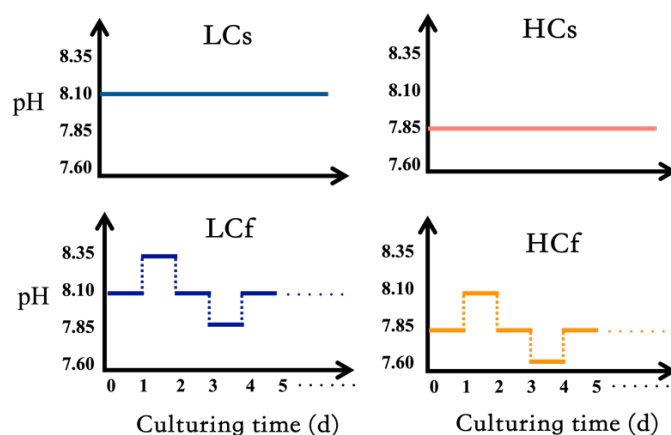 LCs
8.35
8.10
pH
7.85
7.60
HCs
8.35
8.10
7.85
7.60
LCf
8.35
8.10
pH
7.85
7.60
0 1 2 3 4 5 ......
Culturing time (d)
HCf
8.35
8.10
7.85
7.60
0 1 2 3 4 5 ......
Culturing time (d)